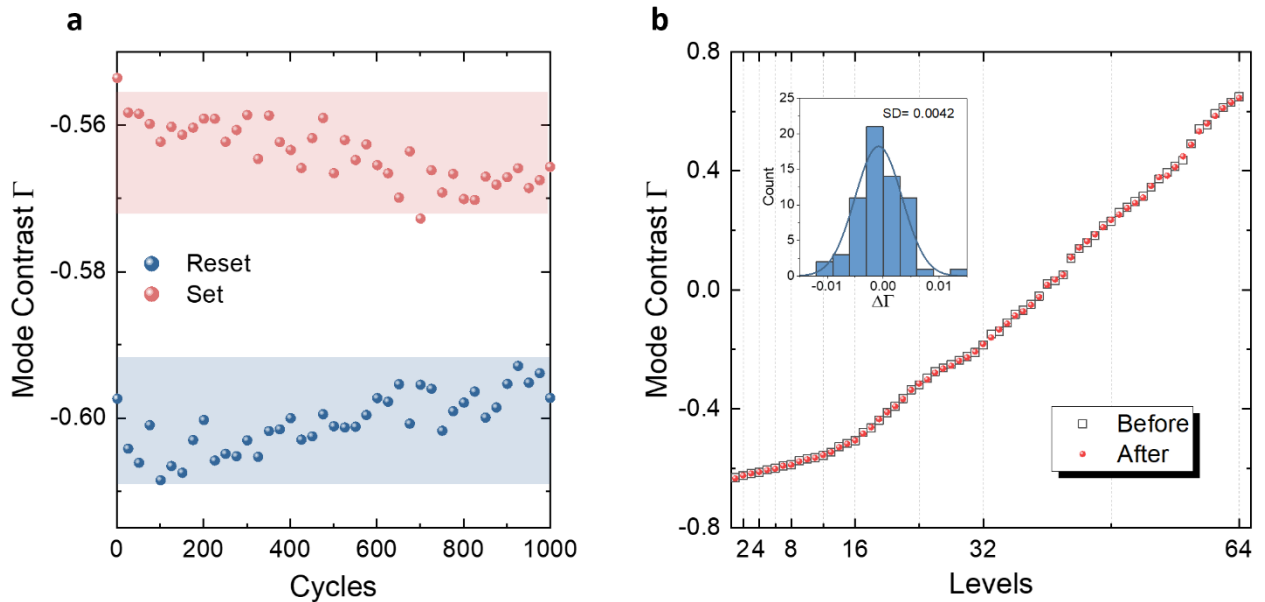 a
Mode Contrast Γ
-0.56
-0.58
-0.60
Reset
Set
0
200
400
600
800
1000
Cycles
b
Mode Contrast Γ
0.8
0.4
0.0
-0.4
-0.8
25
20
15
10
5
0
Count
SD= 0.0042
-0.01
0.00
0.01
ΔΓ
Before
After
2
4
8
16
32
64
Levels